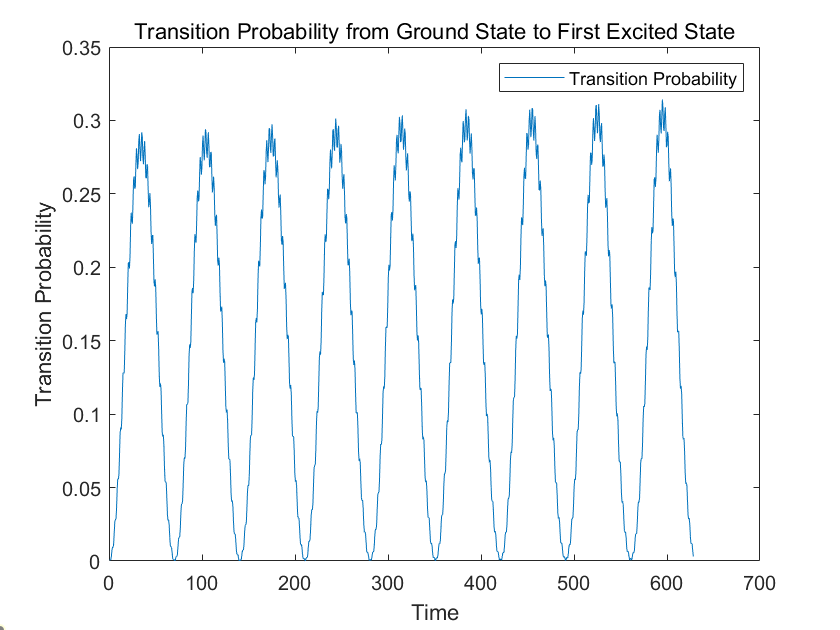 Transition Probability from Ground State to First Excited State
Transition Probability
0.35
0.3
0.25
0.2
0.15
0.1
0.05
0
Transition Probability
0 100 200 300 400 500 600 700
Time